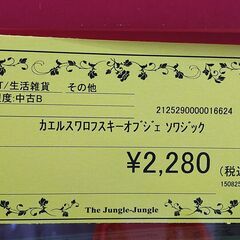 T/生活雑貨　その他
程度:中古B
2125290000016624
カエルスワロフスキーオブジェ ソワジック
¥2,280(税込
150825
The Jungle-Jungle